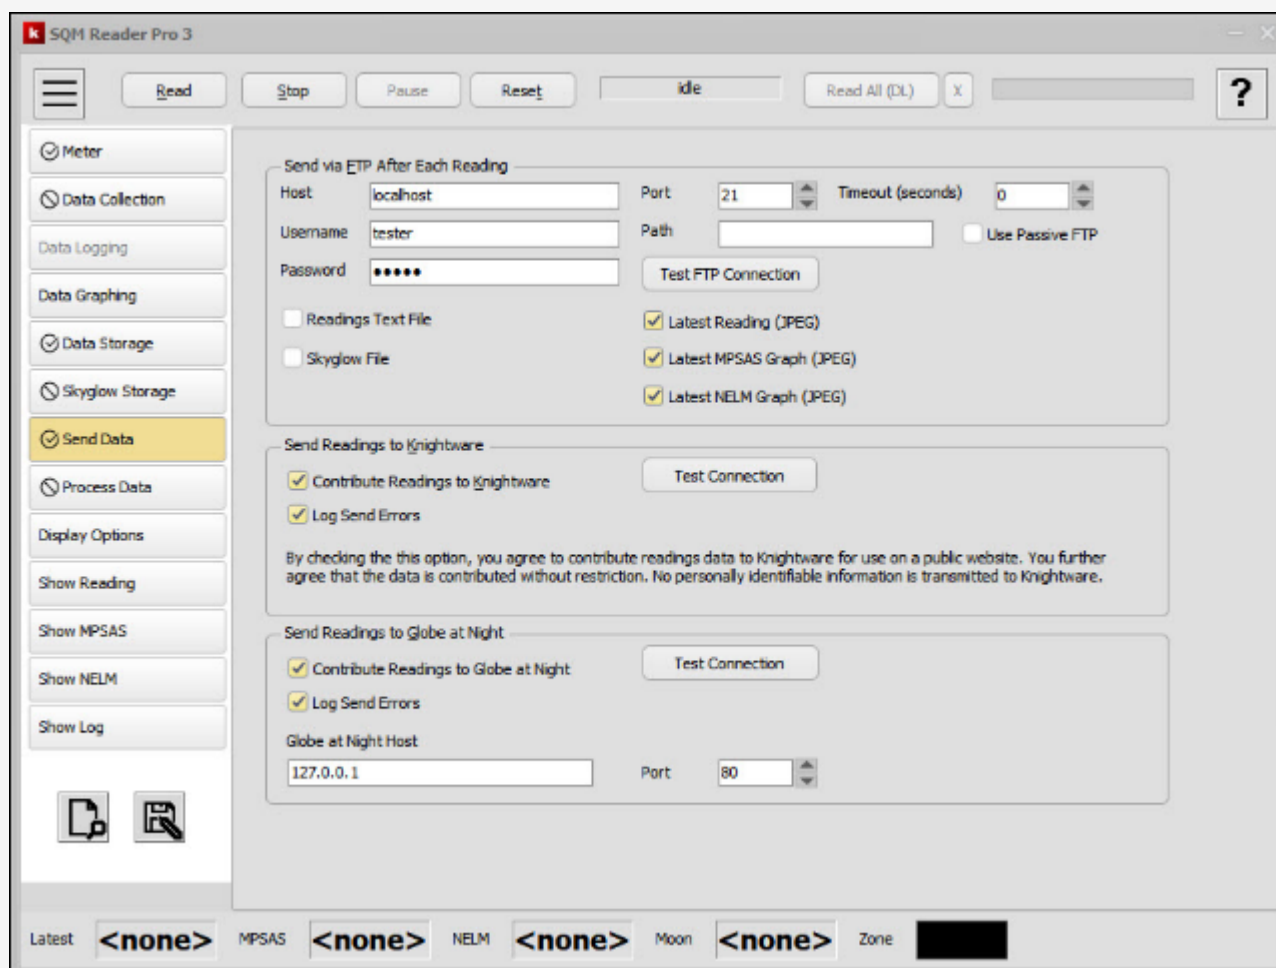 k SQM Reader Pro 3
Read Stop Pause Reset idle Read All (DL) X ?
Meter
Data Collection
Data Logging
Data Graphing
Data Storage
Skyglow Storage
Send Data
Process Data
Display Options
Show Reading
Show MPSAS
Show NELM
Show Log
Send via FTP After Each Reading
Host localhost Port 21 Timeout (seconds) 0
Username tester Path Use Passive FTP
Password ••••• Test FTP Connection
Readings Text File Latest Reading (JPEG)
Skyglow File Latest MPSAS Graph (JPEG)
Latest NELM Graph (JPEG)
Send Readings to Knightware
Contribute Readings to Knightware Test Connection
Log Send Errors
By checking the this option, you agree to contribute readings data to Knightware for use on a public website. You further
agree that the data is contributed without restriction. No personally identifiable information is transmitted to Knightware.
Send Readings to Globe at Night
Contribute Readings to Globe at Night Test Connection
Log Send Errors
Globe at Night Host
127.0.0.1 Port 80
Latest <none> MPSAS <none> NELM <none> Moon <none> Zone